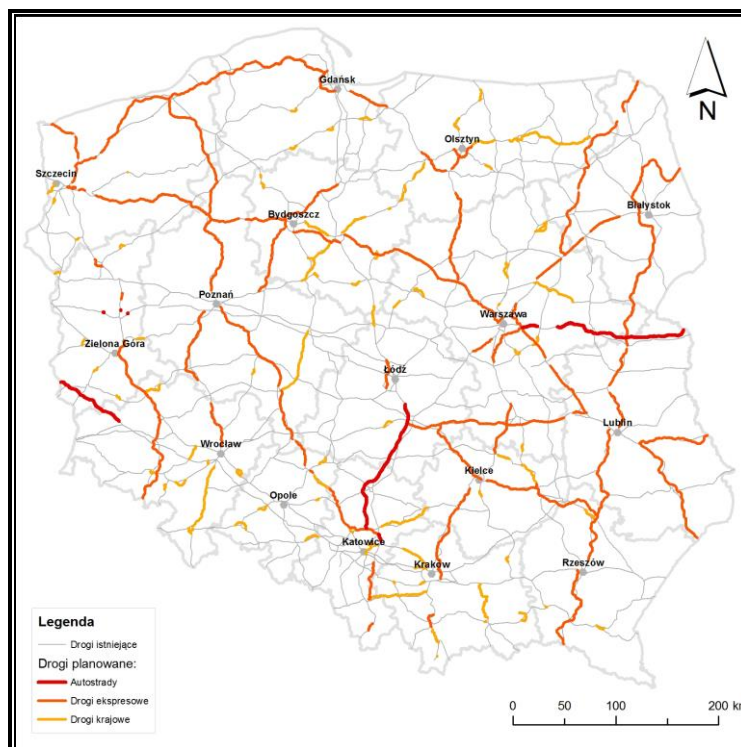 Gdańsk
N
Olsztyn
Szczecin
Białystok
Bydgoszcz
Poznań
Warszawa
Zielona Góra
Łódź
Lublin
Wrocław
Kielce
Opole
Katowice
Kraków
Rzeszów
Legenda
Drogi istniejące
Drogi planowane:
Autostrady
Drogi ekspresowe
Drogi krajowe
0 50 100 200 km